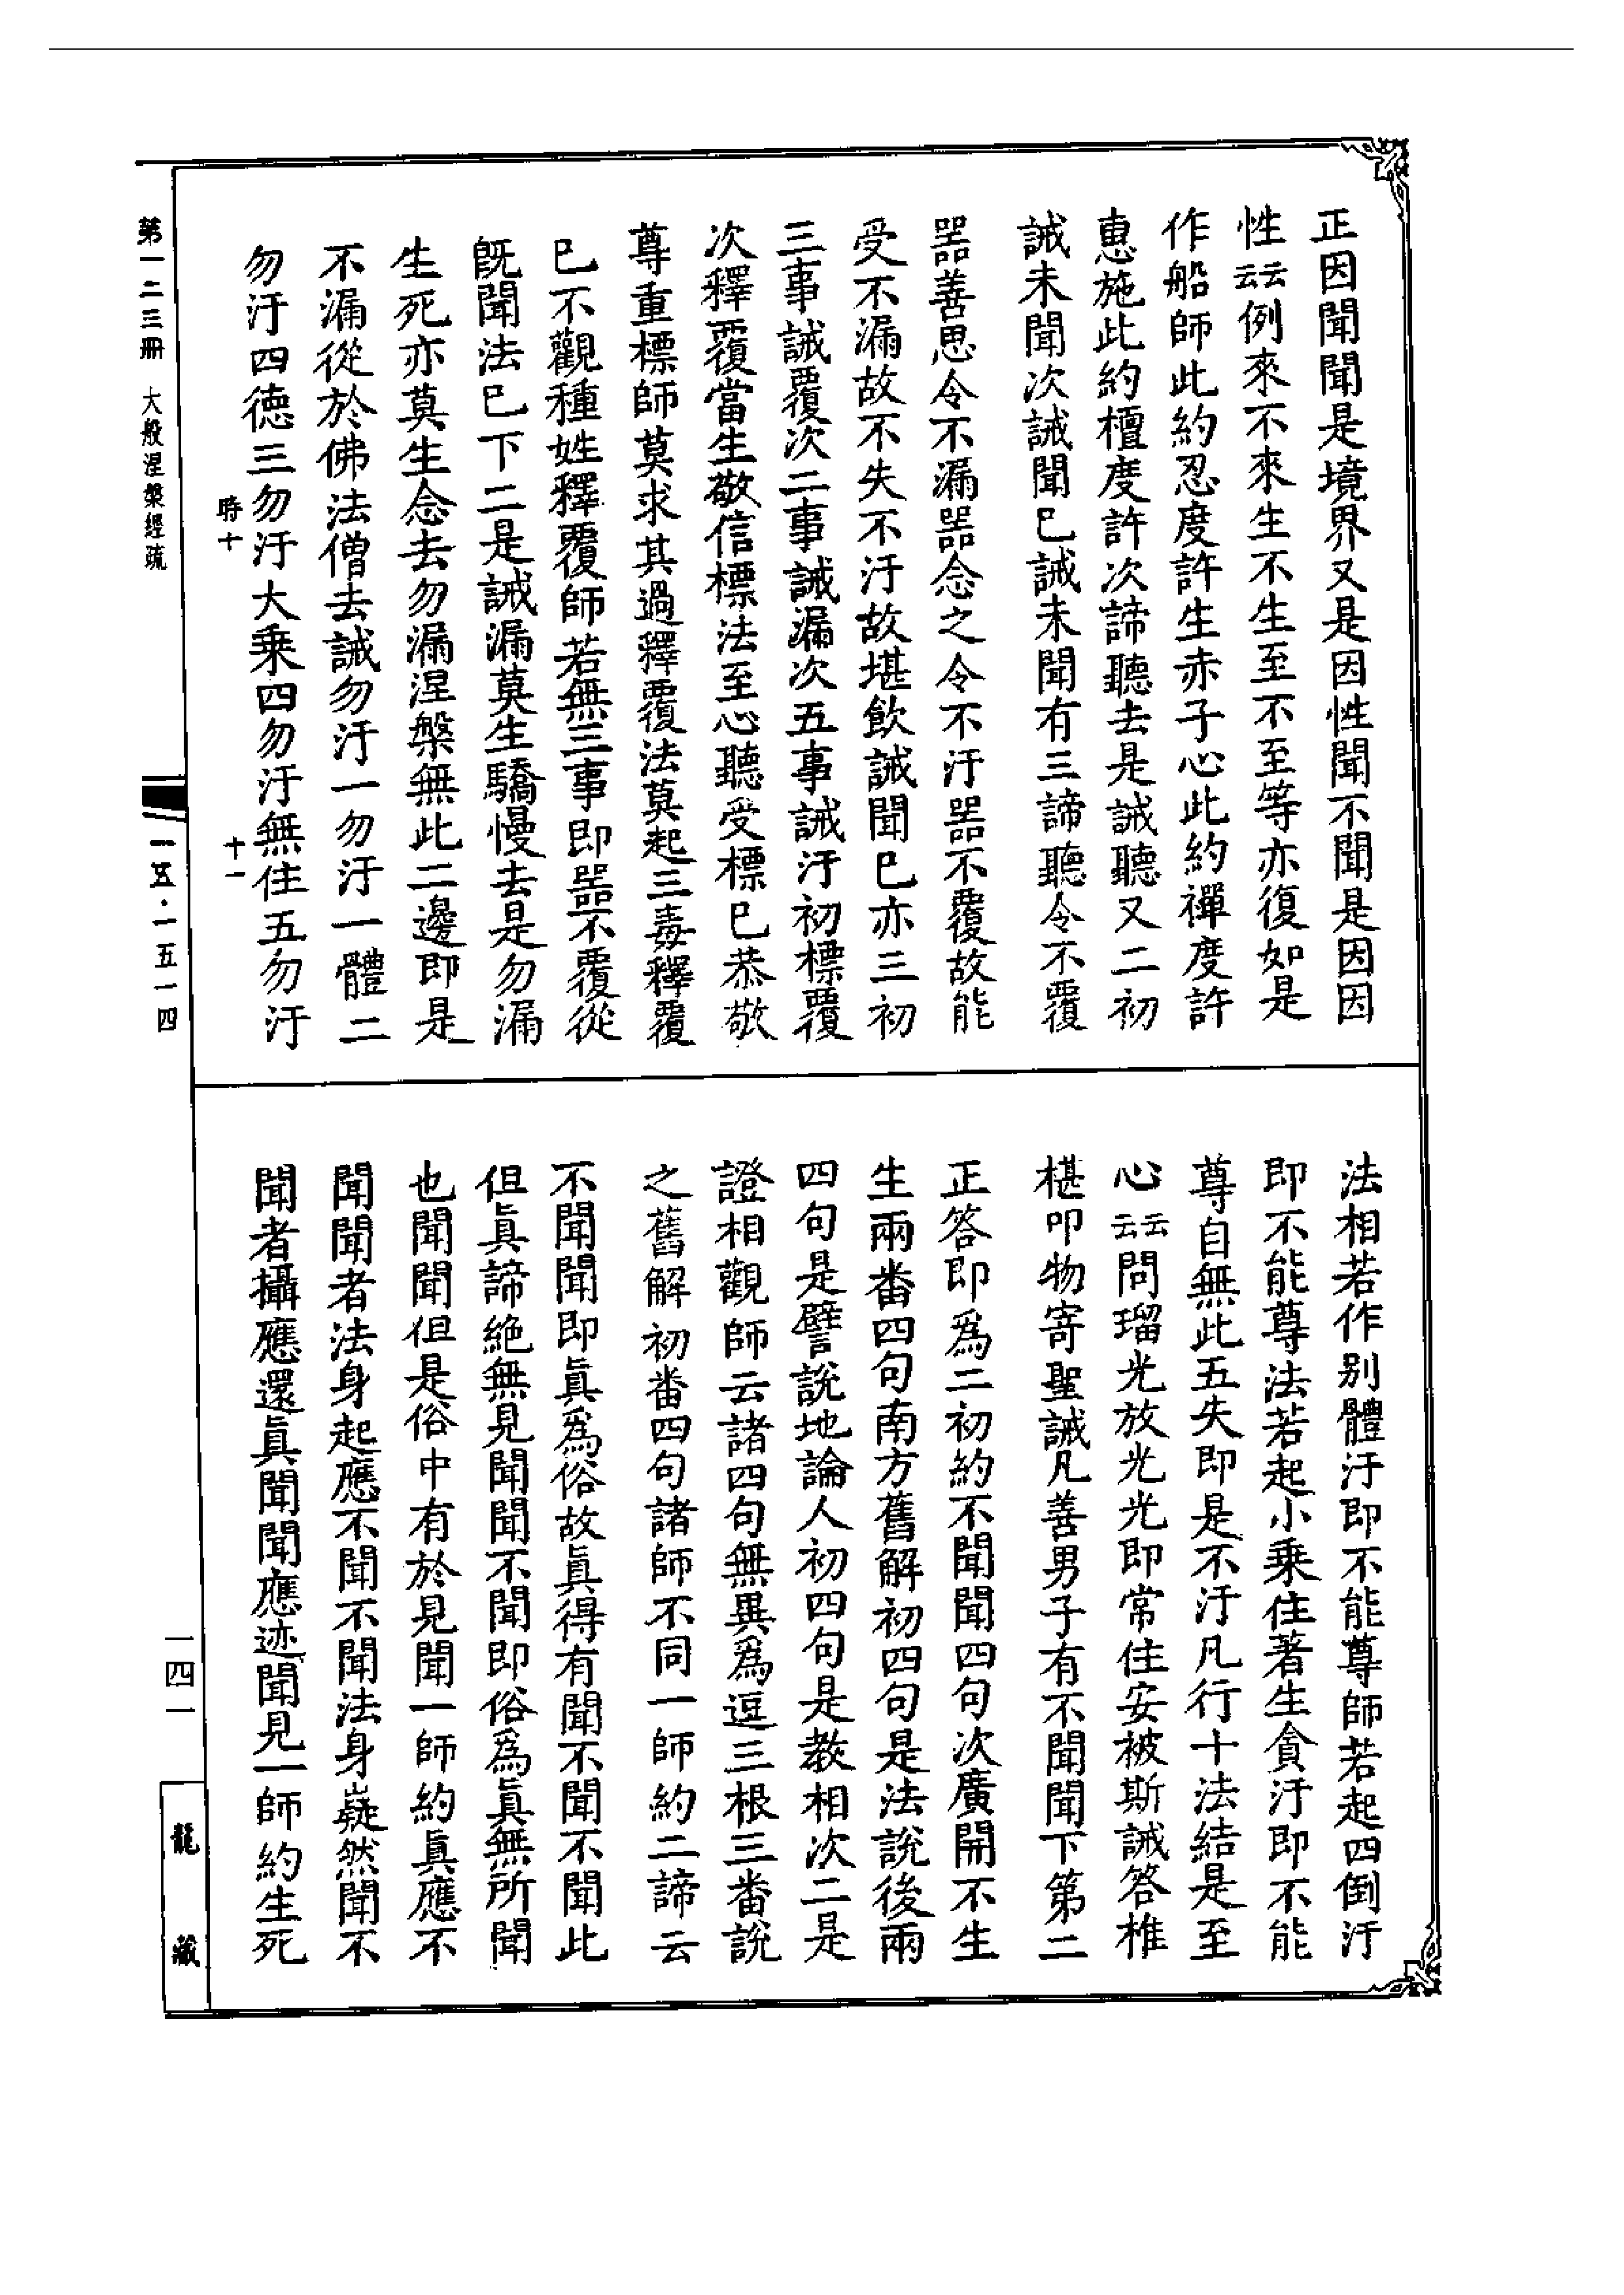 正因聞聞是境界又是因性聞不聞是因因
性云云例來不來生不生至不至等亦復如是
作船師此約忍度許生赤子心此約禪度許
惠施此約檀度許次諦聽去是誡聽又二初
誡未聞次誡聞已誡未聞有三諦聽令不覆
器善思令不漏器念之令不汙器不覆故能
受不漏故不失不汙故堪飲誡聞已亦三初
三事誡覆次二事誡漏次五事誡汙初標覆
次釋覆當生敬信標法至心聽受標已恭敬
尊重標師莫求其過釋覆法莫起三毒釋覆
已不觀種姓釋覆師若無三事即器不覆從
既聞法已下二是誡漏莫生驕慢去是勿漏
生死亦莫生念去勿漏涅槃無此二邊即是
不漏從於佛法僧去誡勿汙一勿汙一體二
勿汙四德三勿汙大乗四勿汙無住五勿汙
時十 十一
第一二三冊 大般涅槃經疏 一五·一五一四
法相若作别體汙即不能尊師若起四倒汙
即不能尊法若起小乗住著生貪汙即不能
尊自無此五失即是不汙凡行十法結是至
心云云問瑠光放光光即常住安被斯誡答椎
椹叩物寄聖誡凡善男子有不聞聞下第二
正答即爲二初約不聞聞四句次廣開不生
生兩番四句南方舊解初四句是法說後兩
四句是譬說地論人初四句是教相次二是
證相觀師云諸四句無異爲逗三根三番說
之舊解初番四句諸師不同一師約二諦云
不聞聞即眞爲俗故眞得有聞不聞不聞此
但眞諦絶無見聞聞不聞即俗爲眞無所聞
也聞聞但是俗中有於見聞一師約眞應不
聞聞者法身起應不聞不聞法身嶷然聞不
聞者攝應還眞聞聞應迹聞見一師約生死
一四一
龍藏